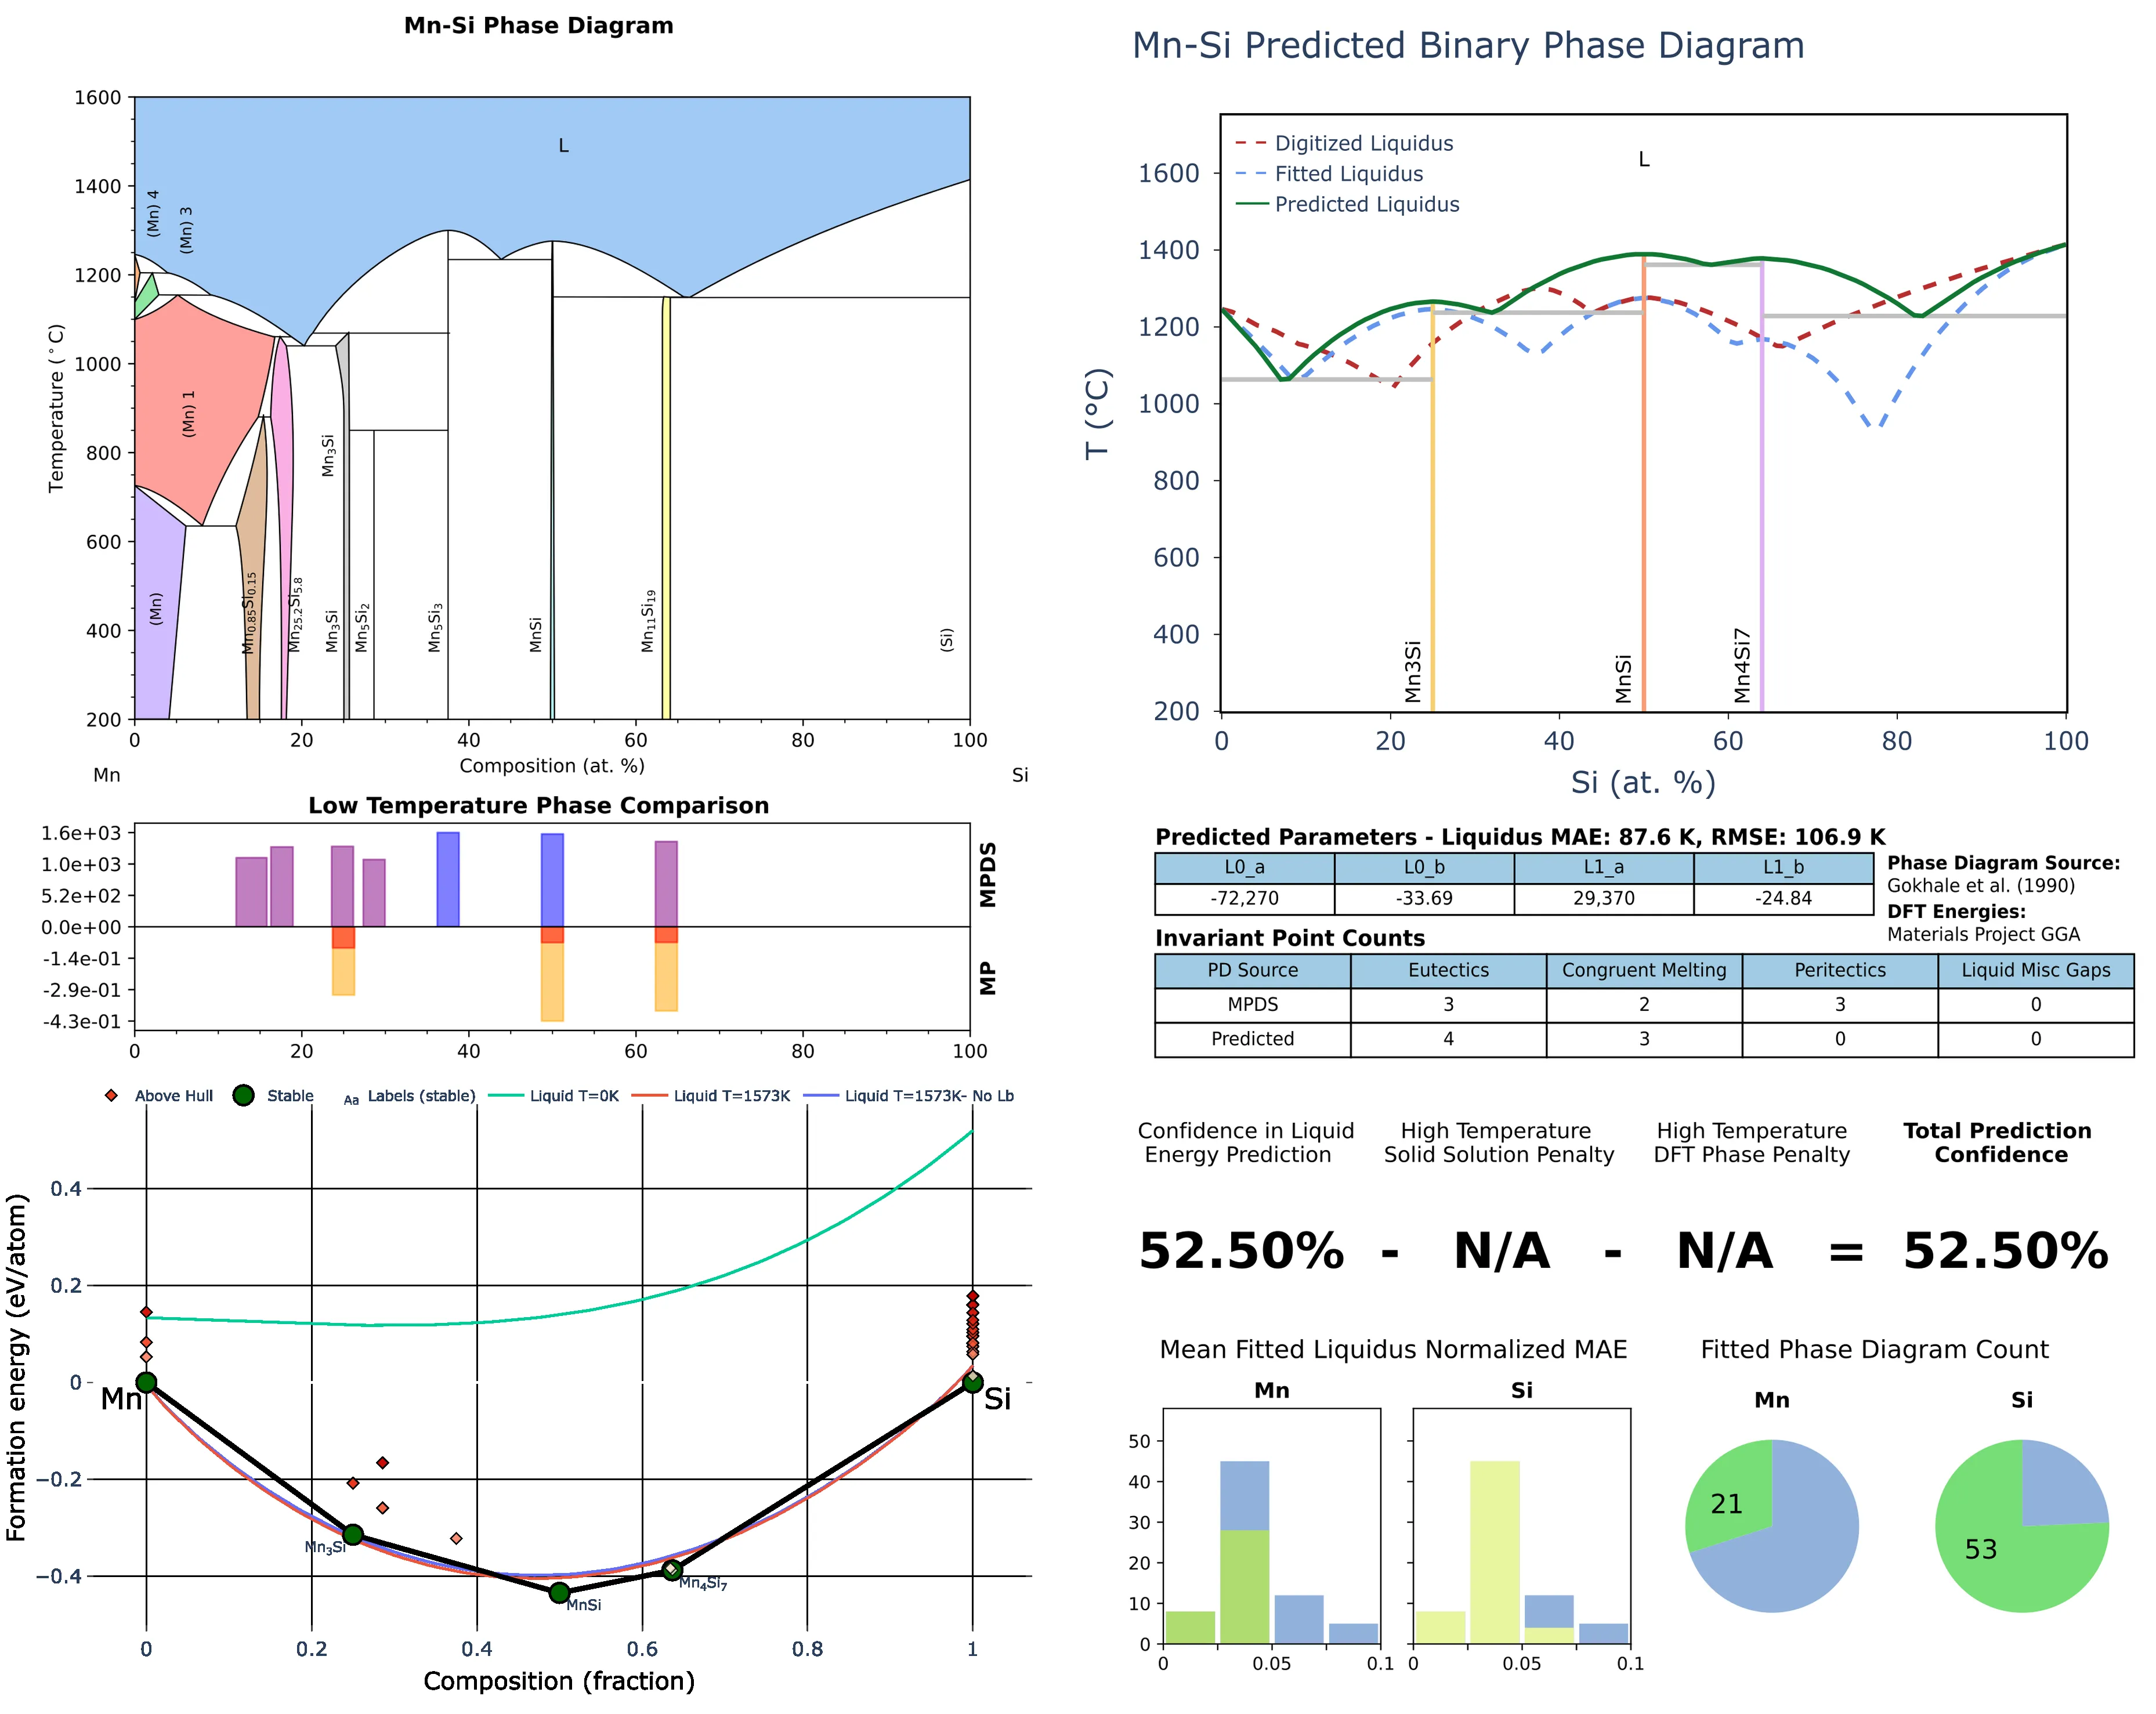 Mn-Si Phase Diagram
1600
1400
1200
1000
800
600
400
200
Temperature (°C)
L
(Mn) 4
(Mn) 3
(Mn) 1
(Mn)
Mn0.85Si0.15
Mn25.2Si5.8
Mn3Si
Mn3Si
Mn5Si2
Mn5Si3
MnSi
Mn11Si19
(Si)
0 20 40 60 80 100
Mn Composition (at. %) Si
Low Temperature Phase Comparison
1.6e+03
1.0e+03
5.2e+02
0.0e+00
-1.4e-01
-2.9e-01
-4.3e-01
MPDS
MP
0 20 40 60 80 100
Above Hull Stable Aa Labels (stable) Liquid T=0K Liquid T=1573K Liquid T=1573K- No Lb
Formation energy (eV/atom)
0.4
0.2
0
−0.2
−0.4
Mn
Si
Mn3Si
MnSi
Mn4Si7
0 0.2 0.4 0.6 0.8 1
Composition (fraction)
Mn-Si Predicted Binary Phase Diagram
Digitized Liquidus
Fitted Liquidus
Predicted Liquidus
L
T (°C)
1600
1400
1200
1000
800
600
400
200
Mn3Si
MnSi
Mn4Si7
0 20 40 60 80 100
Si (at. %)
Predicted Parameters - Liquidus MAE: 87.6 K, RMSE: 106.9 K
L0_a L0_b L1_a L1_b
-72,270 -33.69 29,370 -24.84
Phase Diagram Source:
Gokhale et al. (1990)
DFT Energies:
Materials Project GGA
Invariant Point Counts
PD Source Eutectics Congruent Melting Peritectics Liquid Misc Gaps
MPDS 3 2 3 0
Predicted 4 3 0 0
Confidence in Liquid
Energy Prediction
High Temperature
Solid Solution Penalty
High Temperature
DFT Phase Penalty
Total Prediction
Confidence
52.50% - N/A - N/A = 52.50%
Mean Fitted Liquidus Normalized MAE
Mn
Si
50
40
30
20
10
0
0 0.05 0.1
0 0.05 0.1
Fitted Phase Diagram Count
Mn
Si
21
53